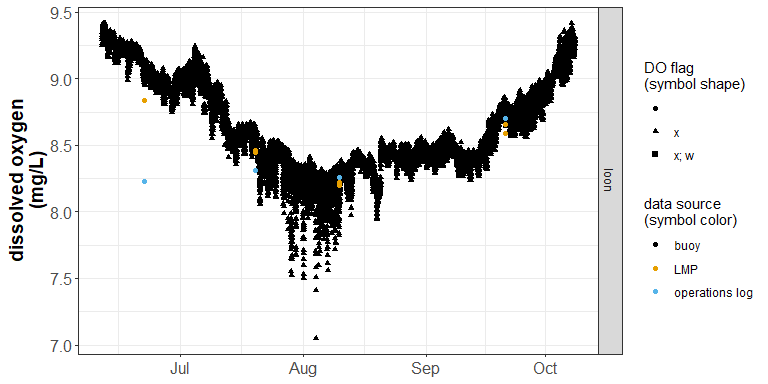 9.5
9.0
8.5
8.0
7.5
7.0
dissolved oxygen
(mg/L)
Jul
Aug
Sep
Oct
loon
DO flag
(symbol shape)
x
x; w
data source
(symbol color)
buoy
LMP
operations log